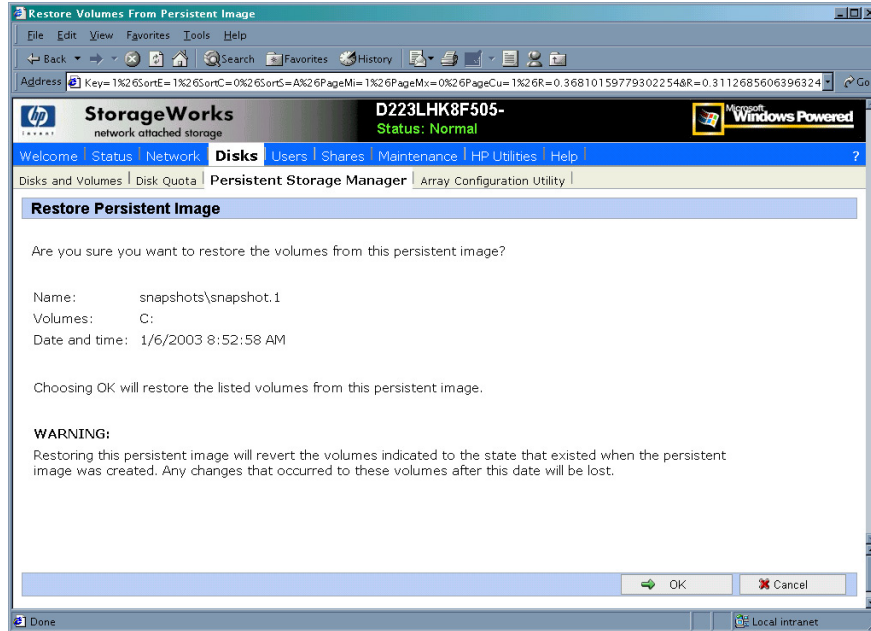 Restore Volumes From Persistent Image
File Edit View Favorites Tools Help
Back Search Favorites History
Address Key=1%26SortE=1%26SortC=0%26SortS=A%26PageMi=1%26PageMx=0%26PageCu=1%26R=0.36810159779302254&R=0.3112685606396324 Go
hp StorageWorks D223LHK8F505- Microsoft Windows Powered
invent network attached storage Status: Normal
Welcome Status Network Disks Users Shares Maintenance HP Utilities Help ?
Disks and Volumes Disk Quota Persistent Storage Manager Array Configuration Utility
Restore Persistent Image
Are you sure you want to restore the volumes from this persistent image?
Name: snapshots\snapshot.1
Volumes: C:
Date and time: 1/6/2003 8:52:58 AM
Choosing OK will restore the listed volumes from this persistent image.
WARNING:
Restoring this persistent image will revert the volumes indicated to the state that existed when the persistent
image was created. Any changes that occurred to these volumes after this date will be lost.
OK Cancel
Done Local intranet